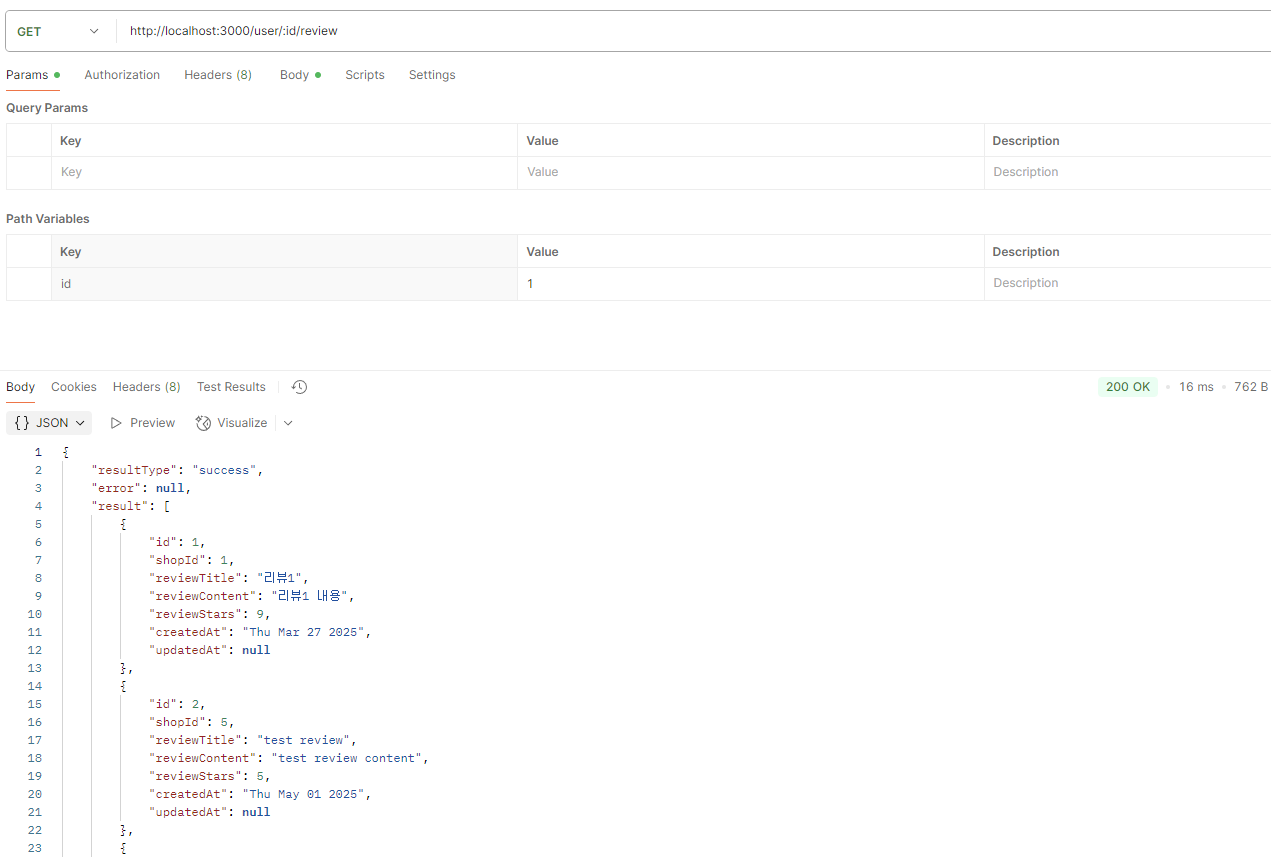 GET http://localhost:3000/user/:id/review
Params Authorization Headers (8) Body Scripts Settings
Query Params
Key Value Description
Key Value Description
Path Variables
Key Value Description
id 1 Description
Body Cookies Headers (8) Test Results 200 OK 16 ms 762 B
{} JSON Preview Visualize
1 {
2 "resultType": "success",
3 "error": null,
4 "result": [
5 {
6 "id": 1,
7 "shopId": 1,
8 "reviewTitle": "리뷰1",
9 "reviewContent": "리뷰1 내용",
10 "reviewStars": 9,
11 "createdAt": "Thu Mar 27 2025",
12 "updatedAt": null
13 },
14 {
15 "id": 2,
16 "shopId": 5,
17 "reviewTitle": "test review",
18 "reviewContent": "test review content",
19 "reviewStars": 5,
20 "createdAt": "Thu May 01 2025",
21 "updatedAt": null
22 },
23 {